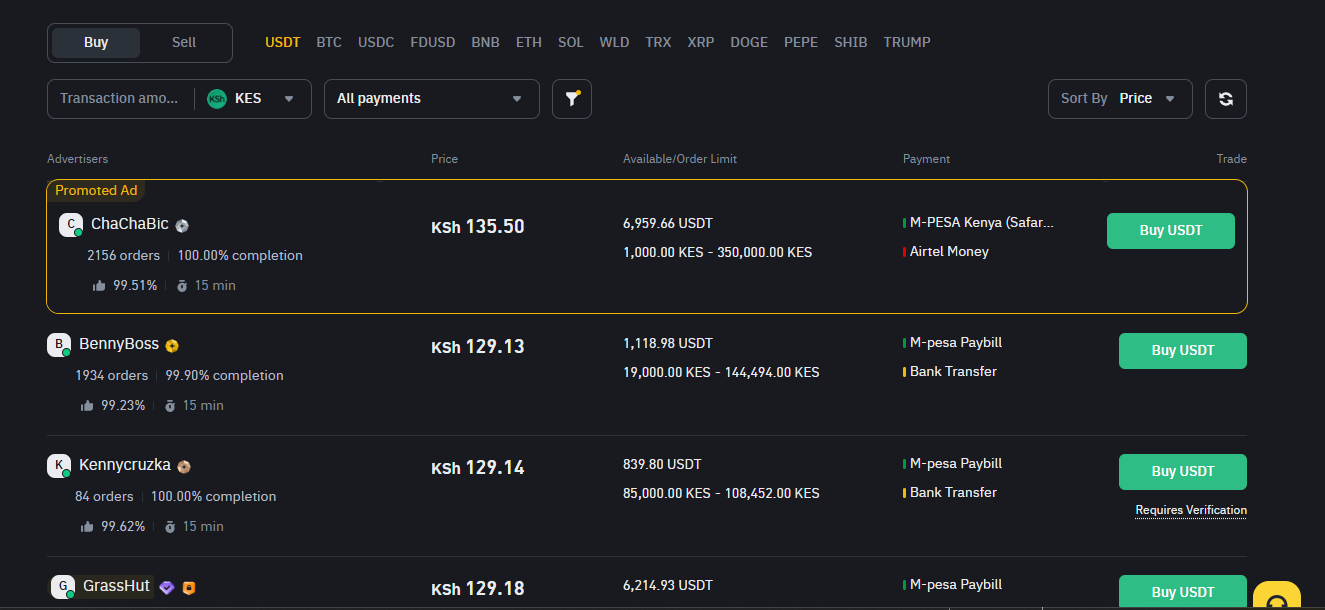 Buy Sell USDT BTC USDC FDUSD BNB ETH SOL WLD TRX XRP DOGE PEPE SHIB TRUMP
Transaction amo... KSh KES All payments Sort By Price
Advertisers Price Available/Order Limit Payment Trade
Promoted Ad
C ChaChaBic KSh 135.50 6,959.66 USDT M-PESA Kenya (Safar... Buy USDT
2156 orders 100.00% completion 1,000.00 KES - 350,000.00 KES Airtel Money
99.51% 15 min
B BennyBoss KSh 129.13 1,118.98 USDT M-pesa Paybill Buy USDT
1934 orders 99.90% completion 19,000.00 KES - 144,494.00 KES Bank Transfer
99.23% 15 min
K Kennycruzka KSh 129.14 839.80 USDT M-pesa Paybill Buy USDT
84 orders 100.00% completion 85,000.00 KES - 108,452.00 KES Bank Transfer
Requires Verification
99.62% 15 min
G GrassHut KSh 129.18 6,214.93 USDT M-pesa Paybill Buy USDT